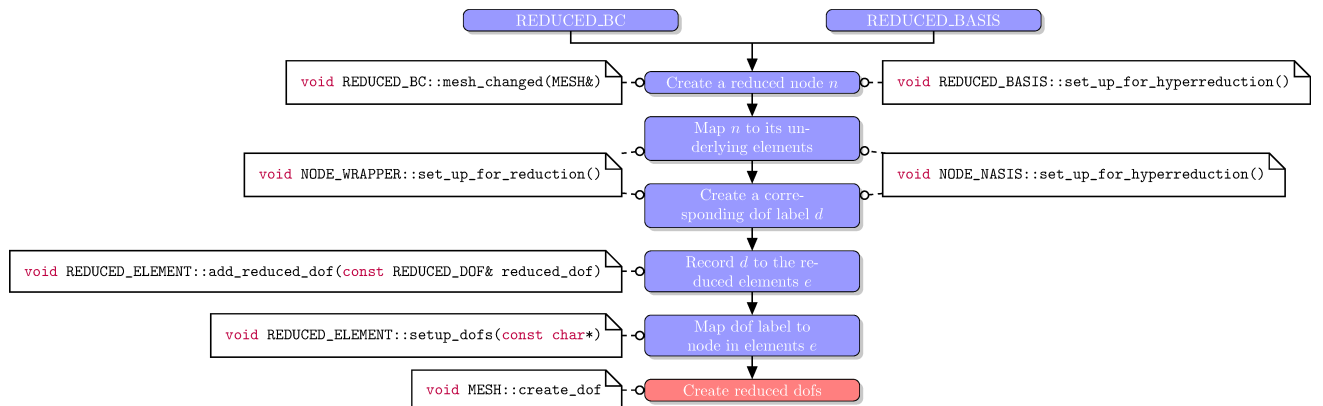 REDUCED_BC
REDUCED_BASIS
void REDUCED_BC::mesh_changed(MESH&)
Create a reduced node n
void REDUCED_BASIS::set_up_for_hyperreduction()
Map n to its un-
derlying elements
void NODE_WRAPPER::set_up_for_reduction()
void NODE_NASIS::set_up_for_hyperreduction()
Create a corre-
sponding dof label d
void REDUCED_ELEMENT::add_reduced_dof(const REDUCED_DOF& reduced_dof)
Record d to the re-
duced elements e
void REDUCED_ELEMENT::setup_dofs(const char*)
Map dof label to
node in elements e
void MESH::create_dof
Create reduced dofs